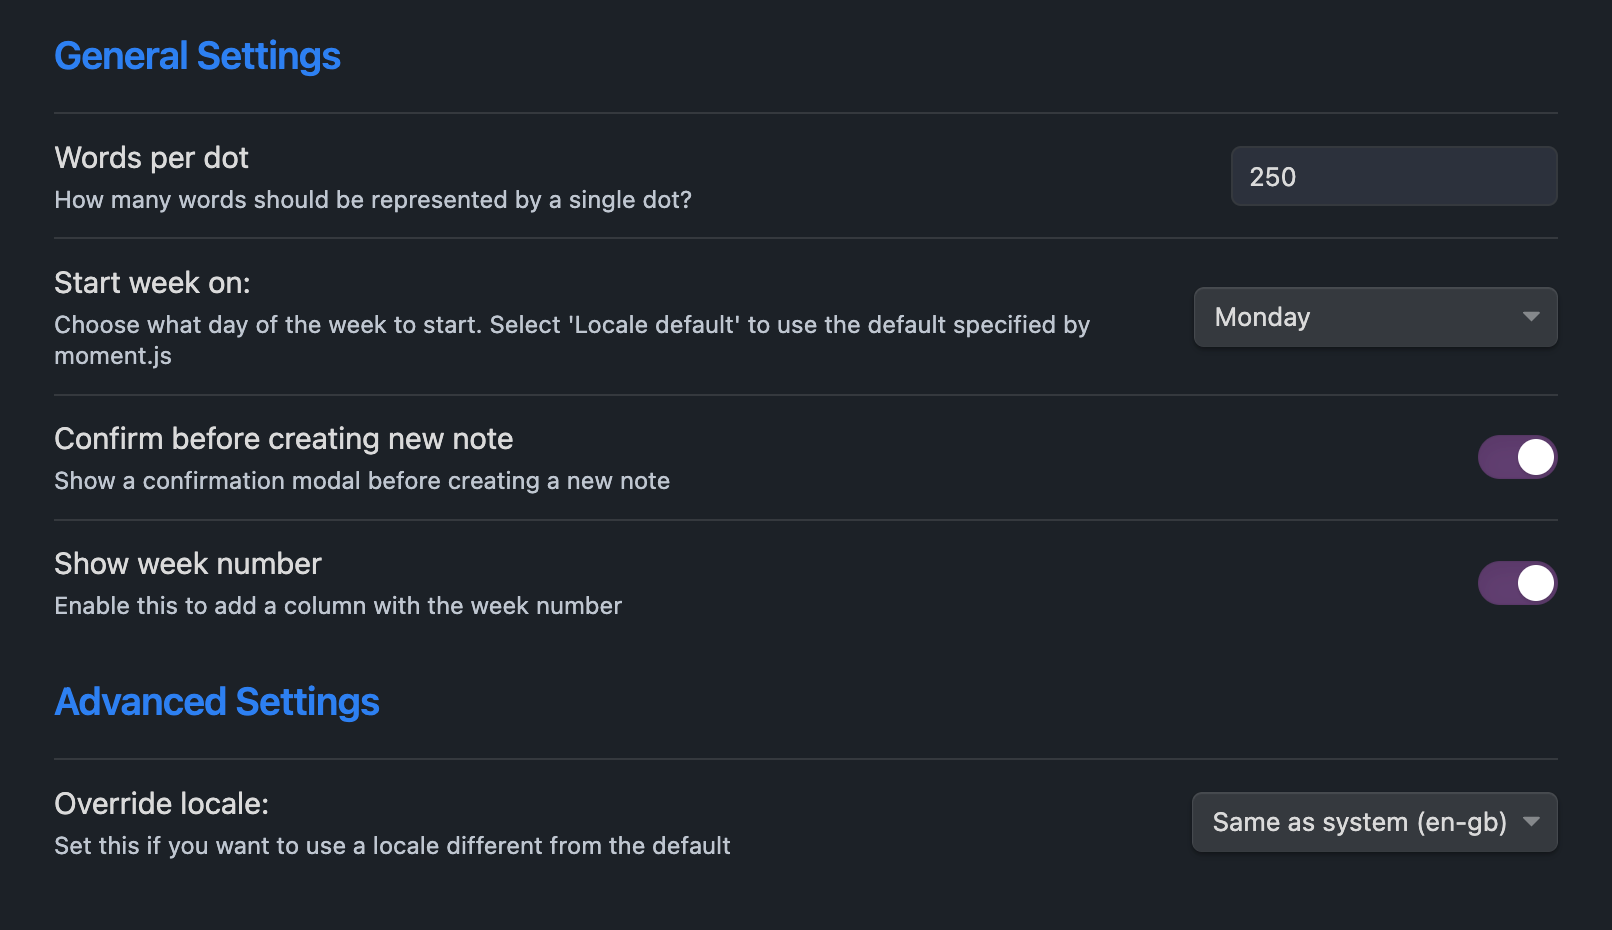 General Settings
Words per dot
How many words should be represented by a single dot?
250
Start week on:
Choose what day of the week to start. Select 'Locale default' to use the default specified by
moment.js
Monday
Confirm before creating new note
Show a confirmation modal before creating a new note
Show week number
Enable this to add a column with the week number
Advanced Settings
Override locale:
Set this if you want to use a locale different from the default
Same as system (en-gb)